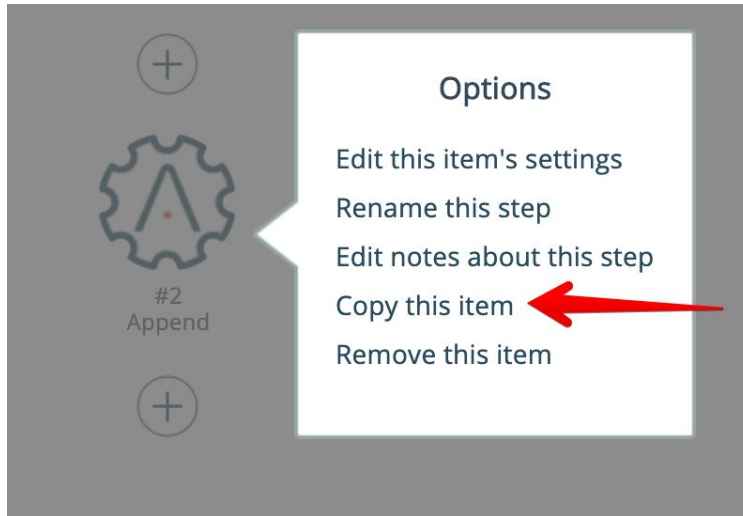 Options
Edit this item's settings
Rename this step
Edit notes about this step
Copy this item
Remove this item
#2
Append